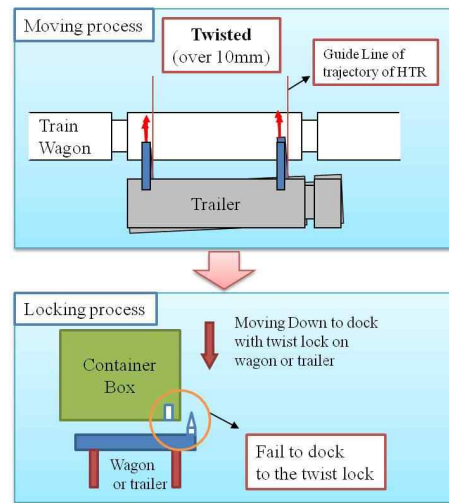 Moving process
Twisted
(over 10mm)
Guide Line of
trajectory of HTR
Train
Wagon
Trailer
Locking process
Moving Down to dock
with twist lock on
wagon or trailer
Container
Box
Wagon
or trailer
Fail to dock
to the twist lock